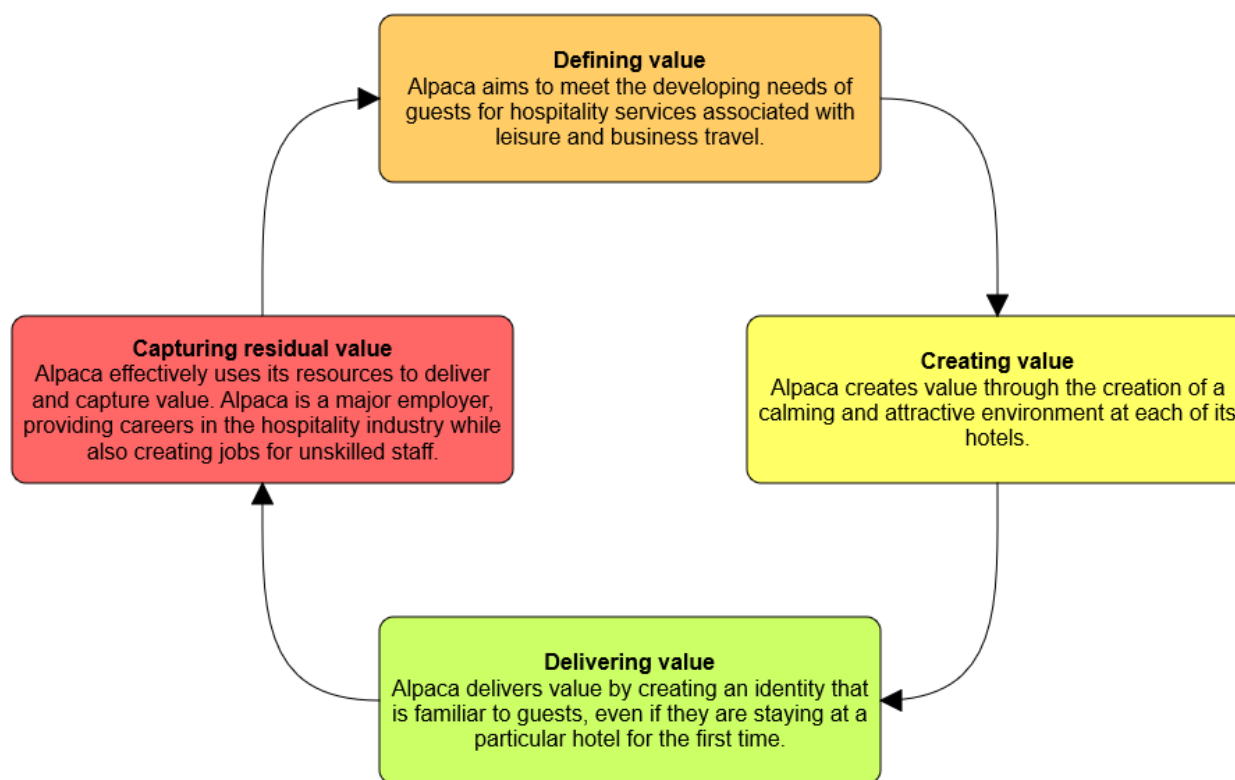 Defining value
Alpaca aims to meet the developing needs of
guests for hospitality services associated with
leisure and business travel.
Capturing residual value
Alpaca effectively uses its resources to deliver
and capture value. Alpaca is a major employer,
providing careers in the hospitality industry while
also creating jobs for unskilled staff.
Creating value
Alpaca creates value through the creation of a
calming and attractive environment at each of its
hotels.
Delivering value
Alpaca delivers value by creating an identity that
is familiar to guests, even if they are staying at a
particular hotel for the first time.